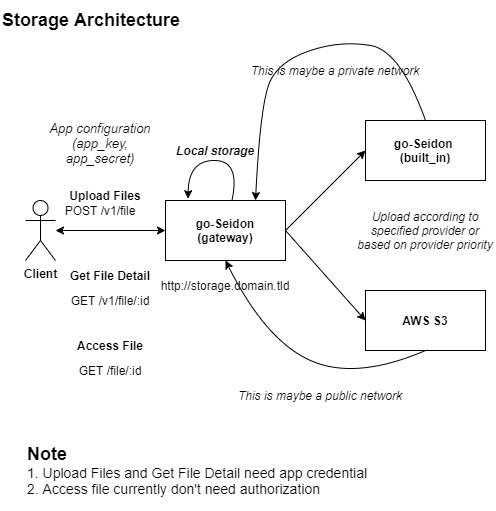 Storage Architecture
This is maybe a private network
App configuration
(app_key,
app_secret)
Local storage
go-Seidon
(built_in)
Upload Files
POST /v1/file
go-Seidon
(gateway)
Upload according to
specified provider or
based on provider priority
Client
Get File Detail
GET /v1/file/:id
http://storage.domain.tld
AWS S3
Access File
GET /file/:id
This is maybe a public network
Note
1. Upload Files and Get File Detail need app credential
2. Access file currently don't need authorization